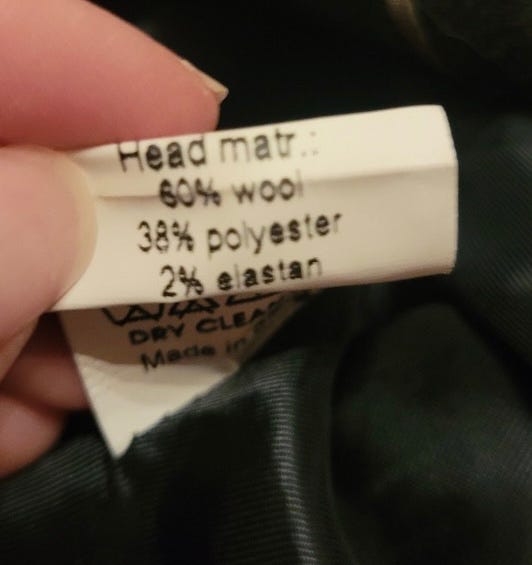 Head matr.:
60% wool
38% polyester
2% elastan
DRY CLEA
Made in